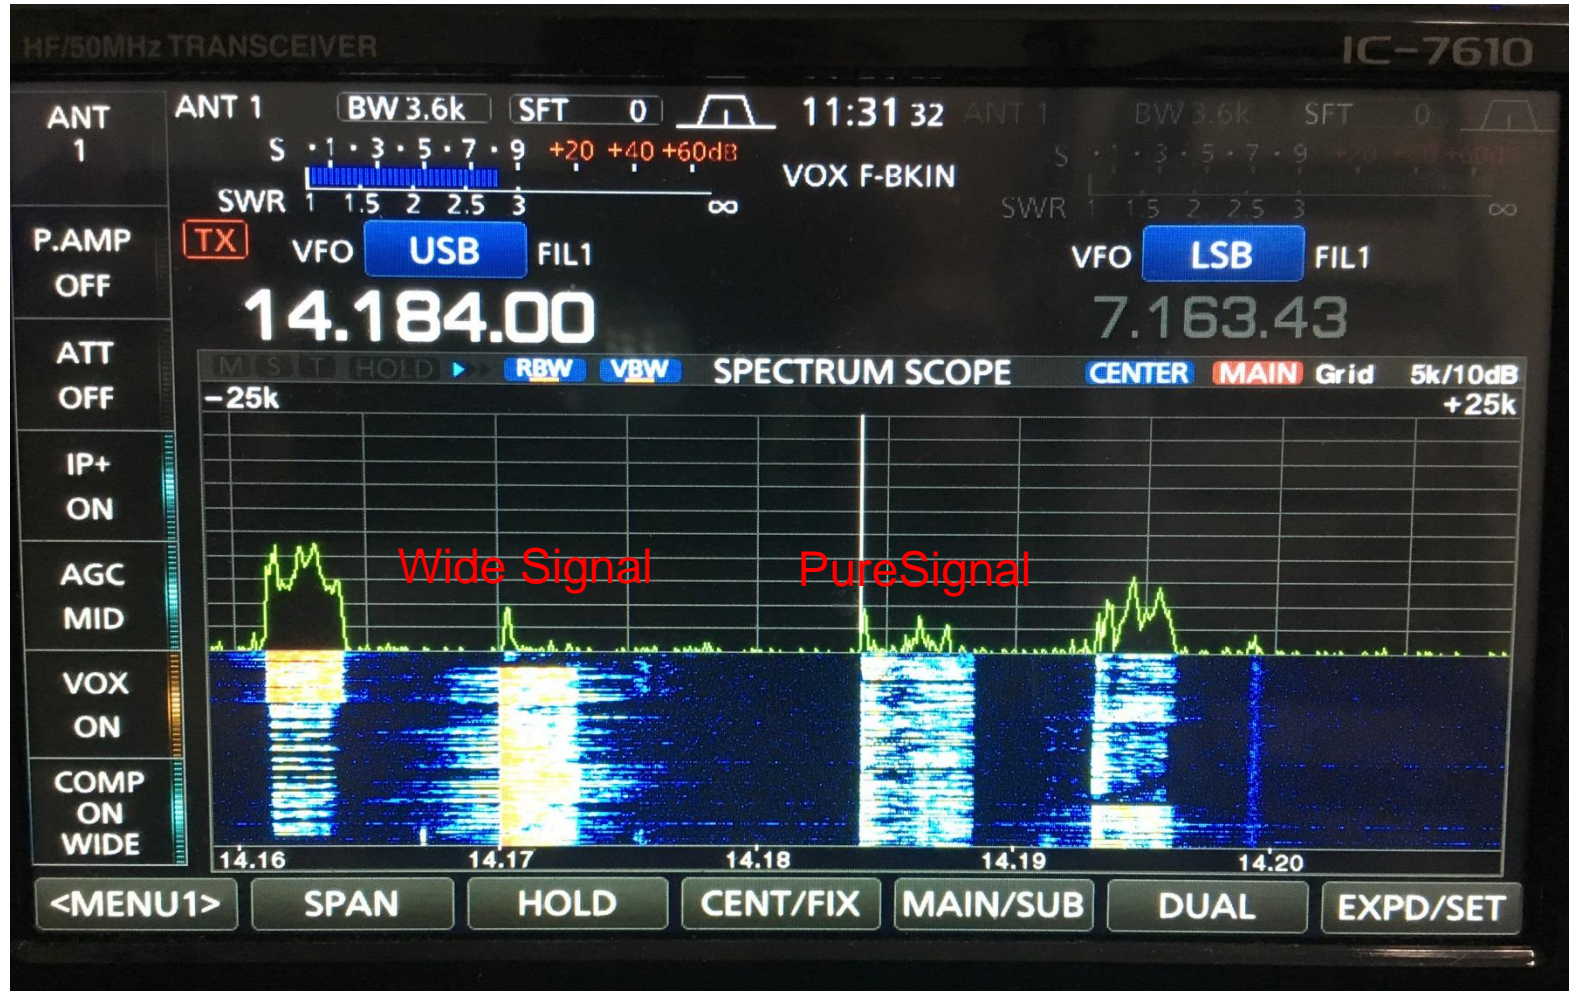 HF/50MHz TRANSCEIVER
IC-7610
ANT 1
ANT 1 BW 3.6k SFT 0 11:31 32
ANT 1 BW 3.6k SFT 0
S ·1·3·5·7·9 +20 +40 +60dB
S ·1·3·5·7·9 +20 +40 +60dB
VOX F-BKIN
SWR 1 1.5 2 2.5 3 ∞
SWR 1 1.5 2 2.5 3 ∞
P.AMP
OFF
TX VFO USB FIL1
VFO LSB FIL1
14.184.00
7.163.43
ATT
OFF
M S T HOLD RBW VBW SPECTRUM SCOPE CENTER MAIN Grid 5k/10dB
-25k
+25k
IP+
ON
Wide Signal
PureSignal
AGC
MID
VOX
ON
COMP
ON
WIDE
14.16 14.17 14.18 14.19 14.20
<MENU1> SPAN HOLD CENT/FIX MAIN/SUB DUAL EXPD/SET